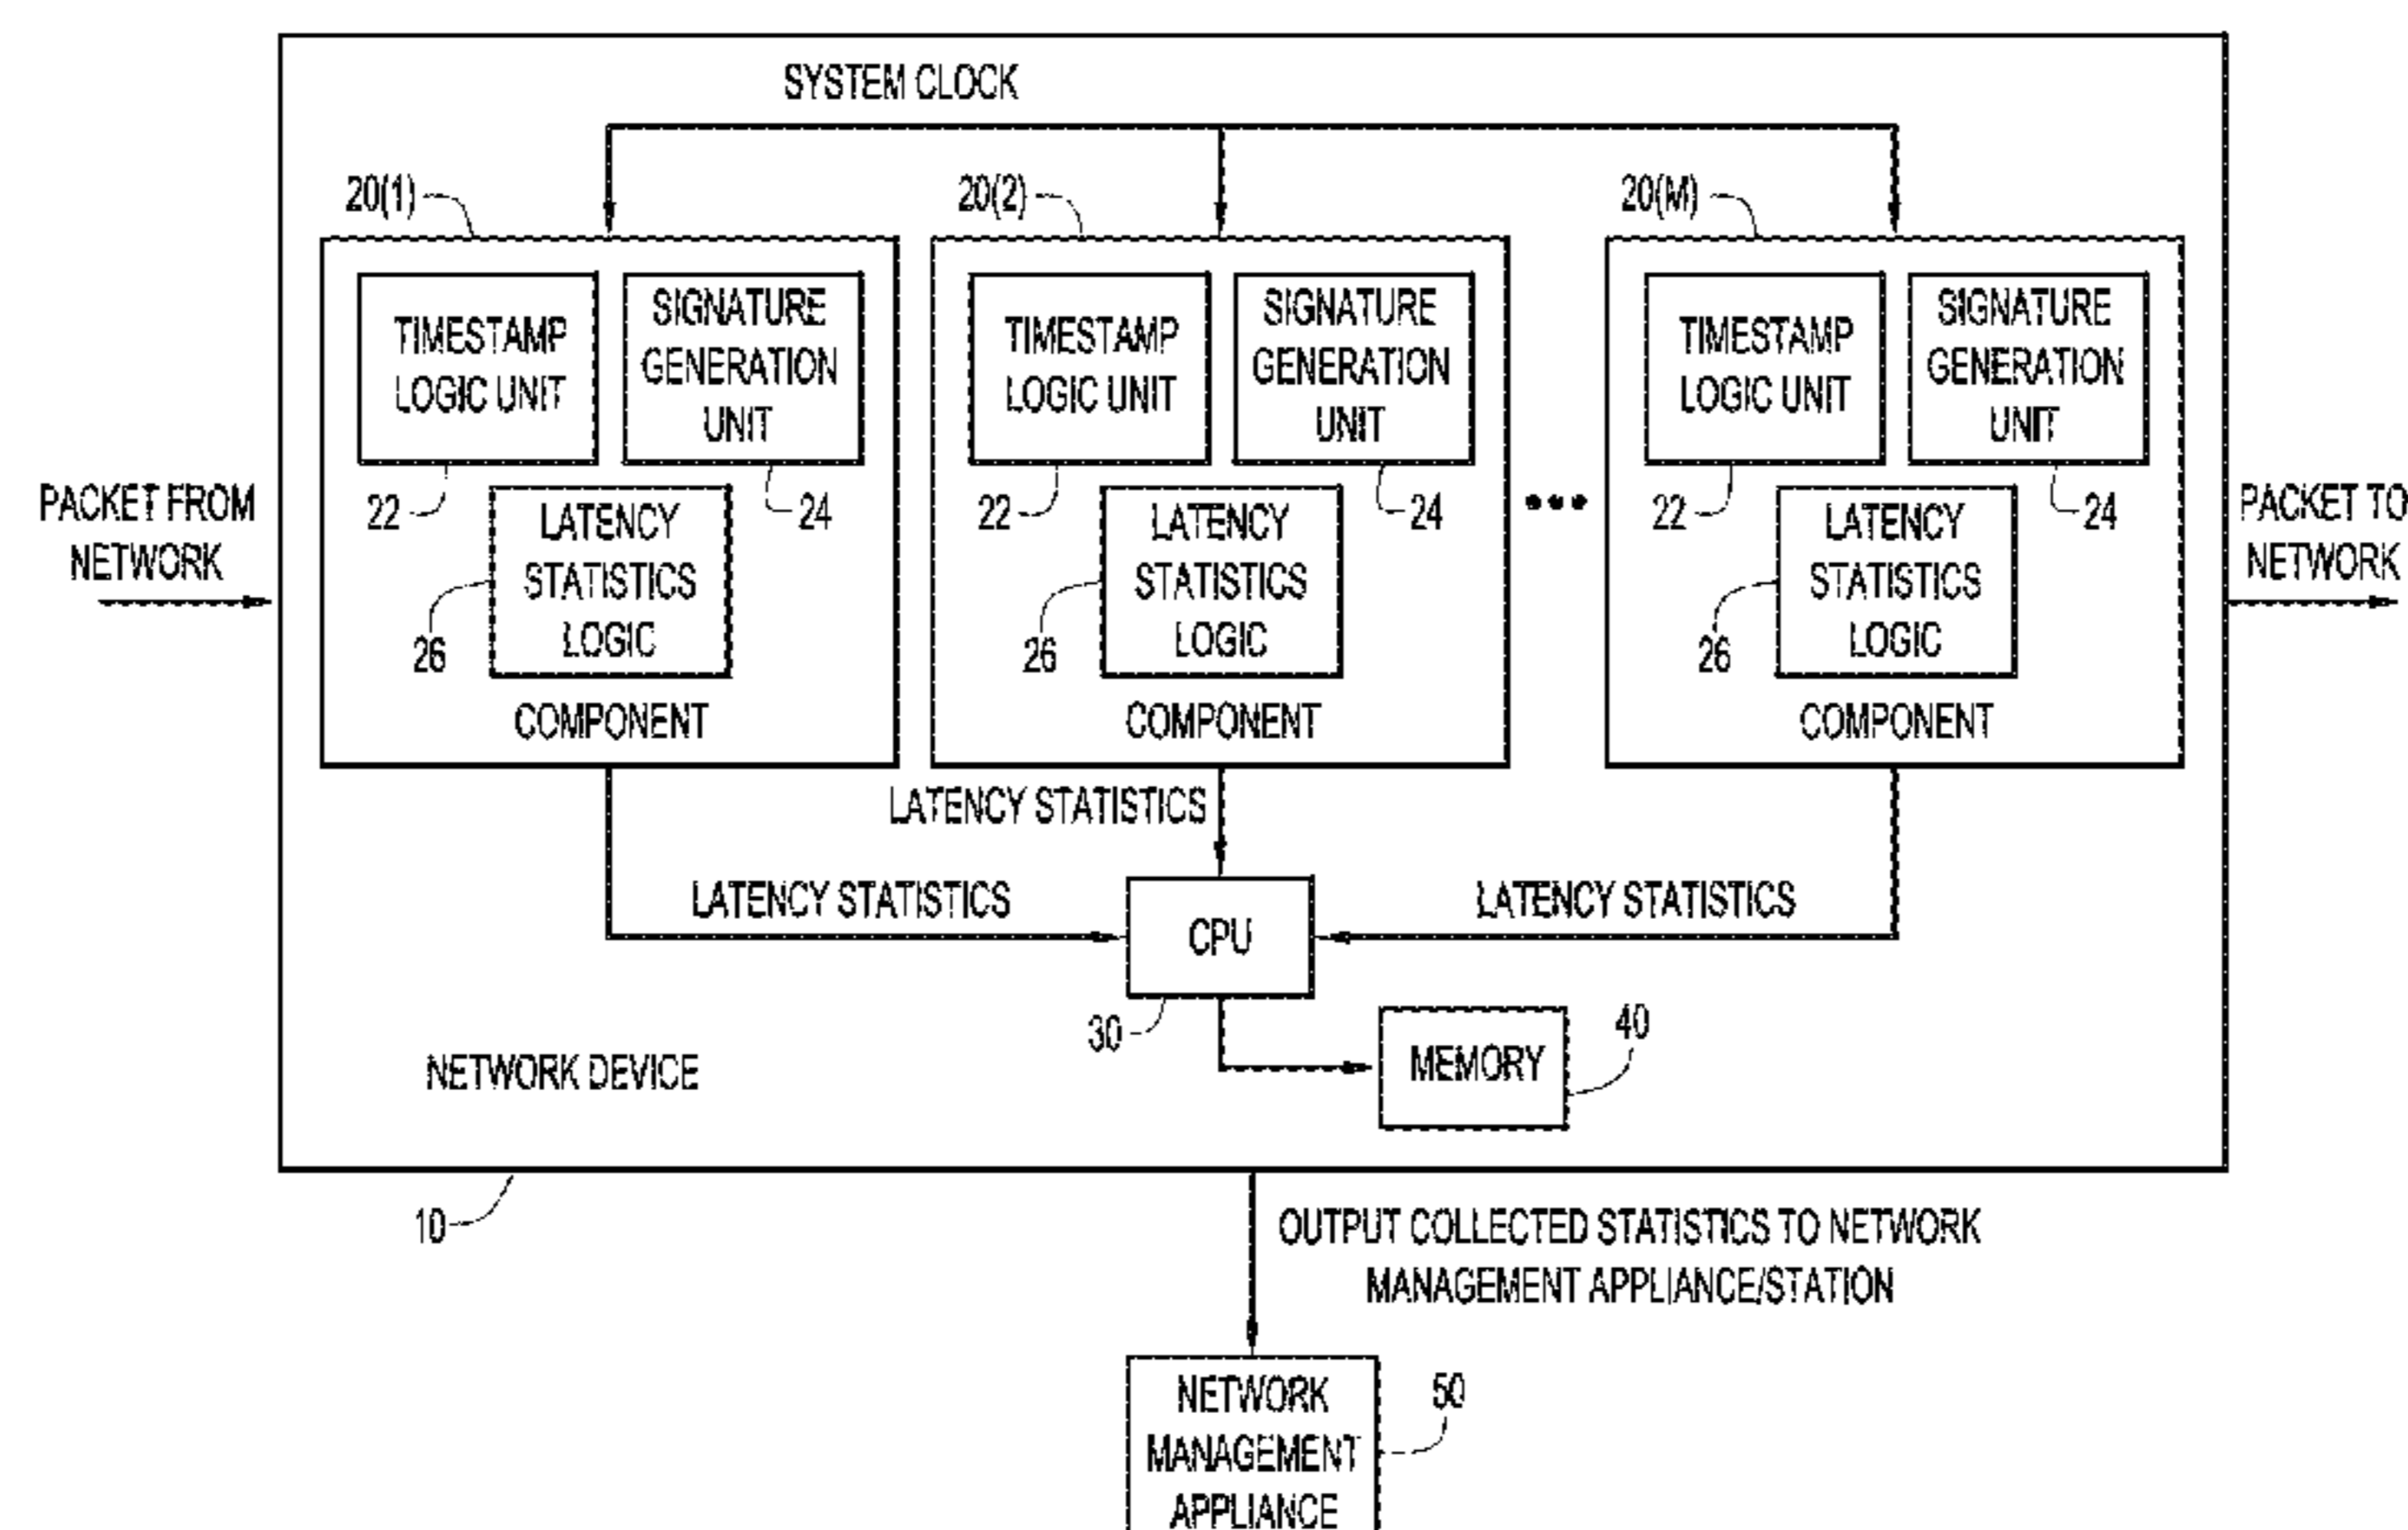 SYSTEM CLOCK
20(1)
20(2)
20(M)
TIMESTAMP
LOGIC UNIT
SIGNATURE
GENERATION
UNIT
TIMESTAMP
LOGIC UNIT
SIGNATURE
GENERATION
UNIT
TIMESTAMP
LOGIC UNIT
SIGNATURE
GENERATION
UNIT
PACKET FROM
NETWORK
22
24
22
24
22
24
PACKET TO
NETWORK
LATENCY
STATISTICS
LOGIC
26
LATENCY
STATISTICS
LOGIC
26
LATENCY
STATISTICS
LOGIC
26
COMPONENT
COMPONENT
COMPONENT
LATENCY STATISTICS
LATENCY STATISTICS
LATENCY STATISTICS
CPU
30
MEMORY
40
NETWORK DEVICE
10
OUTPUT COLLECTED STATISTICS TO NETWORK
MANAGEMENT APPLIANCE/STATION
NETWORK
MANAGEMENT
APPLIANCE
50